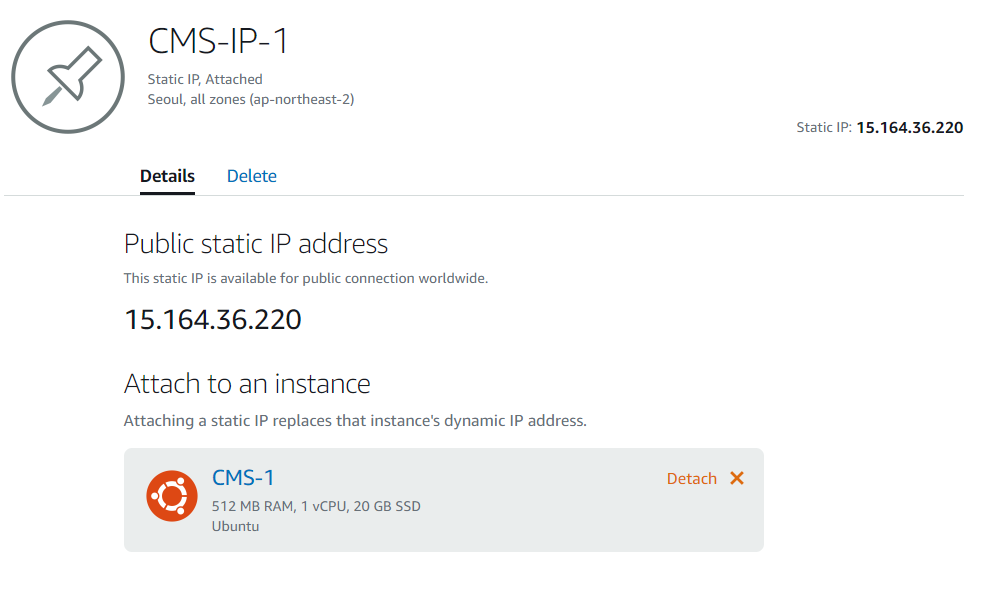 CMS-IP-1
Static IP, Attached
Seoul, all zones (ap-northeast-2)
Static IP: 15.164.36.220
Details Delete
Public static IP address
This static IP is available for public connection worldwide.
15.164.36.220
Attach to an instance
Attaching a static IP replaces that instance's dynamic IP address.
CMS-1 Detach
512 MB RAM, 1 vCPU, 20 GB SSD
Ubuntu